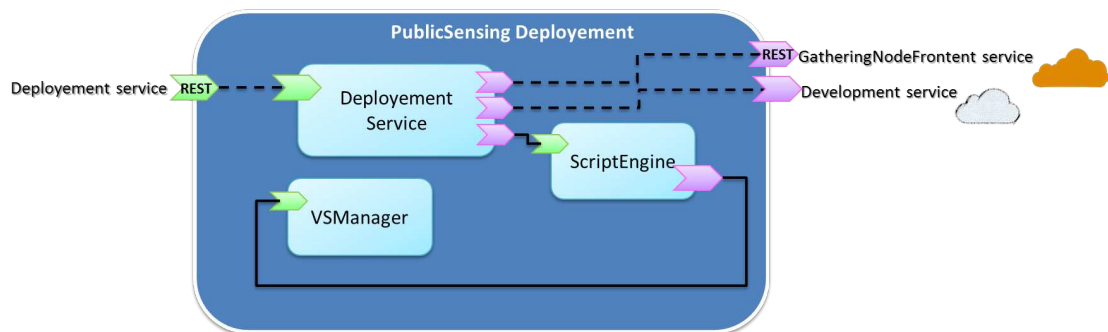 PublicSensing Deployement
REST
GatheringNodeFrontent service
Deployement service
REST
Development service
Deployement
Service
ScriptEngine
VSManager